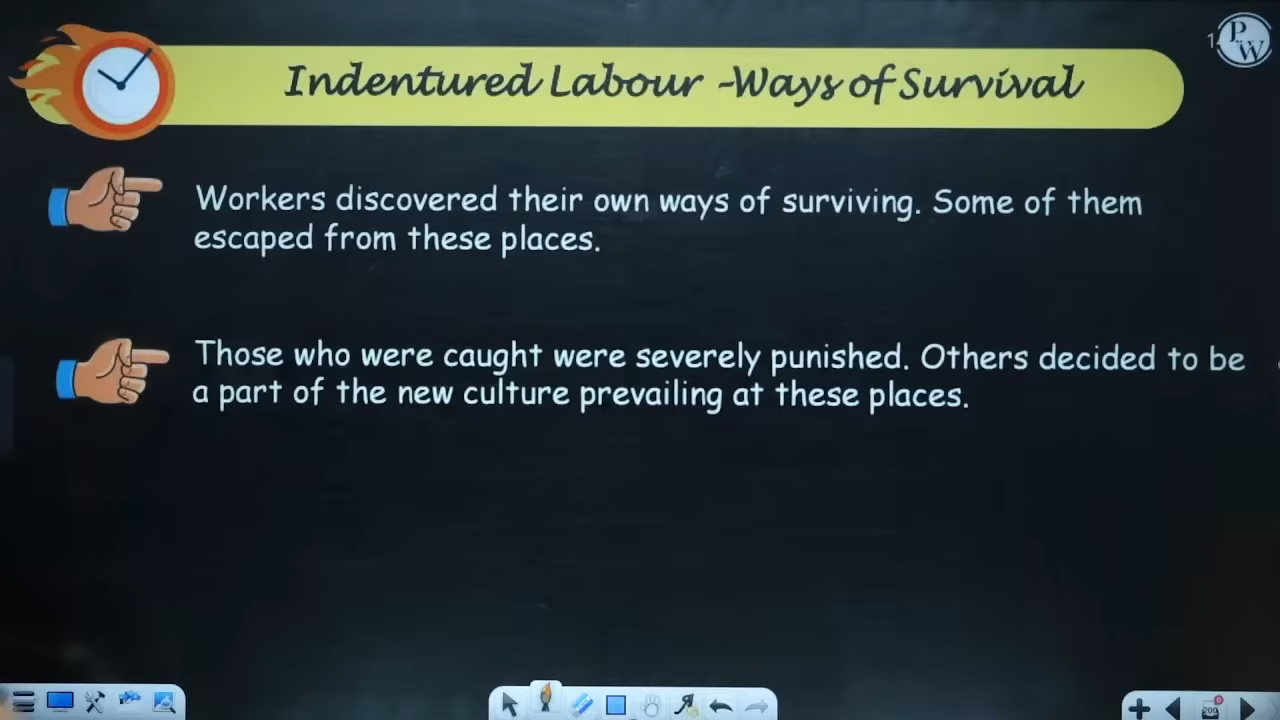 Indentured Labour -Ways of Survival
P
W
Workers discovered their own ways of surviving. Some of them
escaped from these places.
Those who were caught were severely punished. Others decided to be
a part of the new culture prevailing at these places.
200